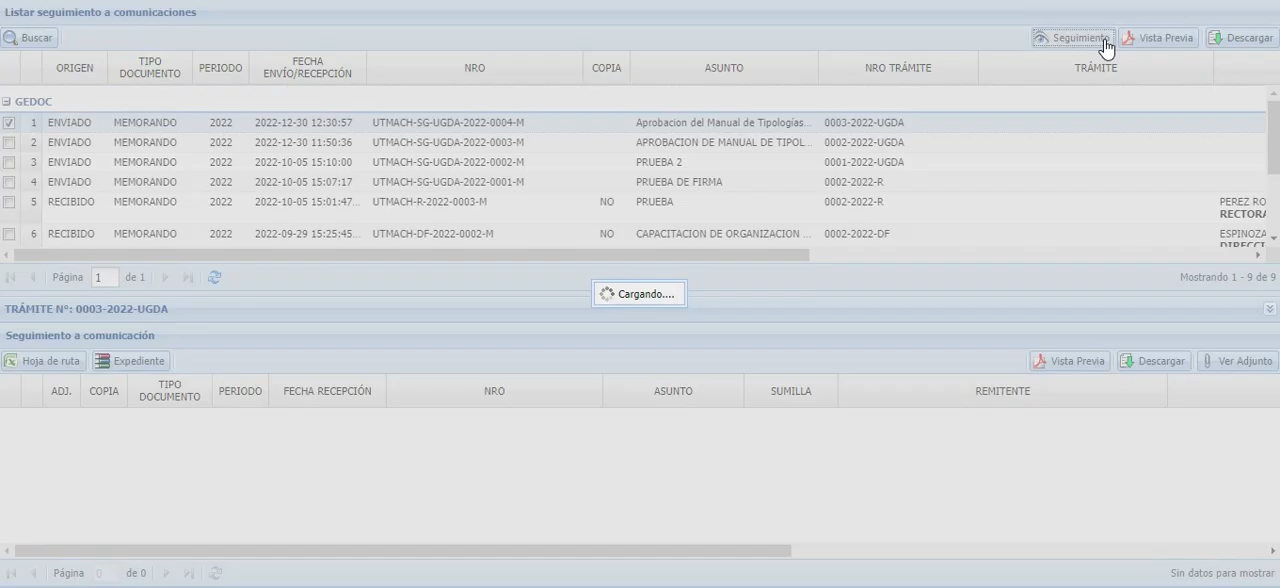 Listar seguimiento a comunicaciones
Buscar Seguimiento Vista Previa Descargar
ORIGEN TIPO DOCUMENTO PERIODO FECHA ENVÍO/RECEPCIÓN NRO COPIA ASUNTO NRO TRÁMITE TRÁMITE
GEDOC
1 ENVIADO MEMORANDO 2022 2022-12-30 12:30:57 UTMACH-SG-UGDA-2022-0004-M Aprobacion del Manual de Tipologías... 0003-2022-UGDA
2 ENVIADO MEMORANDO 2022 2022-12-30 11:50:36 UTMACH-SG-UGDA-2022-0003-M APROBACION DE MANUAL DE TIPOL... 0002-2022-UGDA
3 ENVIADO MEMORANDO 2022 2022-10-05 15:10:00 UTMACH-SG-UGDA-2022-0002-M PRUEBA 2 0001-2022-UGDA
4 ENVIADO MEMORANDO 2022 2022-10-05 15:07:17 UTMACH-SG-UGDA-2022-0001-M PRUEBA DE FIRMA 0002-2022-R
5 RECIBIDO MEMORANDO 2022 2022-10-05 15:01:47... UTMACH-R-2022-0003-M NO PRUEBA 0002-2022-R PEREZ RO
RECTORA
6 RECIBIDO MEMORANDO 2022 2022-09-29 15:25:45... UTMACH-DF-2022-0002-M NO CAPACITACION DE ORGANIZACION ... 0002-2022-DF ESPINOZA
DIRECCI
Página 1 de 1 Mostrando 1 - 9 de 9
Cargando....
TRÁMITE N°: 0003-2022-UGDA
Seguimiento a comunicación
Hoja de ruta Expediente Vista Previa Descargar Ver Adjunto
ADJ. COPIA TIPO DOCUMENTO PERIODO FECHA RECEPCIÓN NRO ASUNTO SUMILLA REMITENTE
Página 0 de 0 Sin datos para mostrar